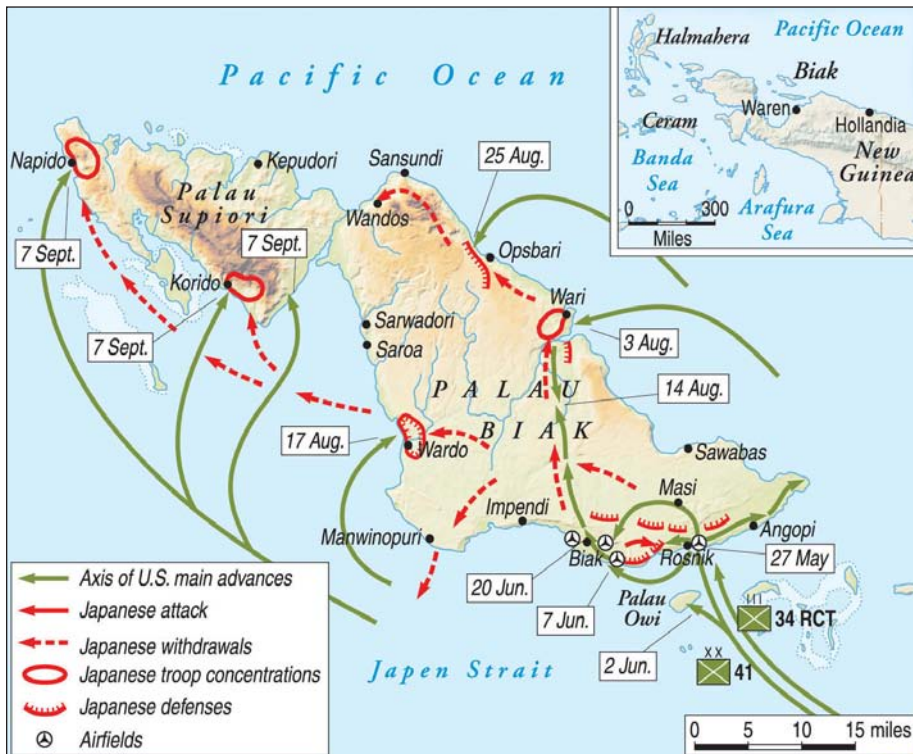 Pacific Ocean
Halmahera
Pacific Ocean
Biak
Waren
Hollandia
Ceram
New
Guinea
Banda
Sea
Arafura
Sea
0 300
Miles
Napido
Kepudori
Sansundi
25 Aug.
Palau
Supiori
Wandos
Opsbari
7 Sept.
7 Sept.
Korido
Wari
7 Sept.
Sarwadori
Saroa
3 Aug.
PALAU
BIAK
14 Aug.
17 Aug.
Wardo
Sawabas
Masi
Impendi
Manwinopuri
Angopi
Biak
Rosnik
27 May
20 Jun.
7 Jun.
Palau
Owi
III
34 RCT
2 Jun.
XX
41
Japen Strait
Axis of U.S. main advances
Japanese attack
Japanese withdrawals
Japanese troop concentrations
Japanese defenses
Airfields
0 5 10 15 miles